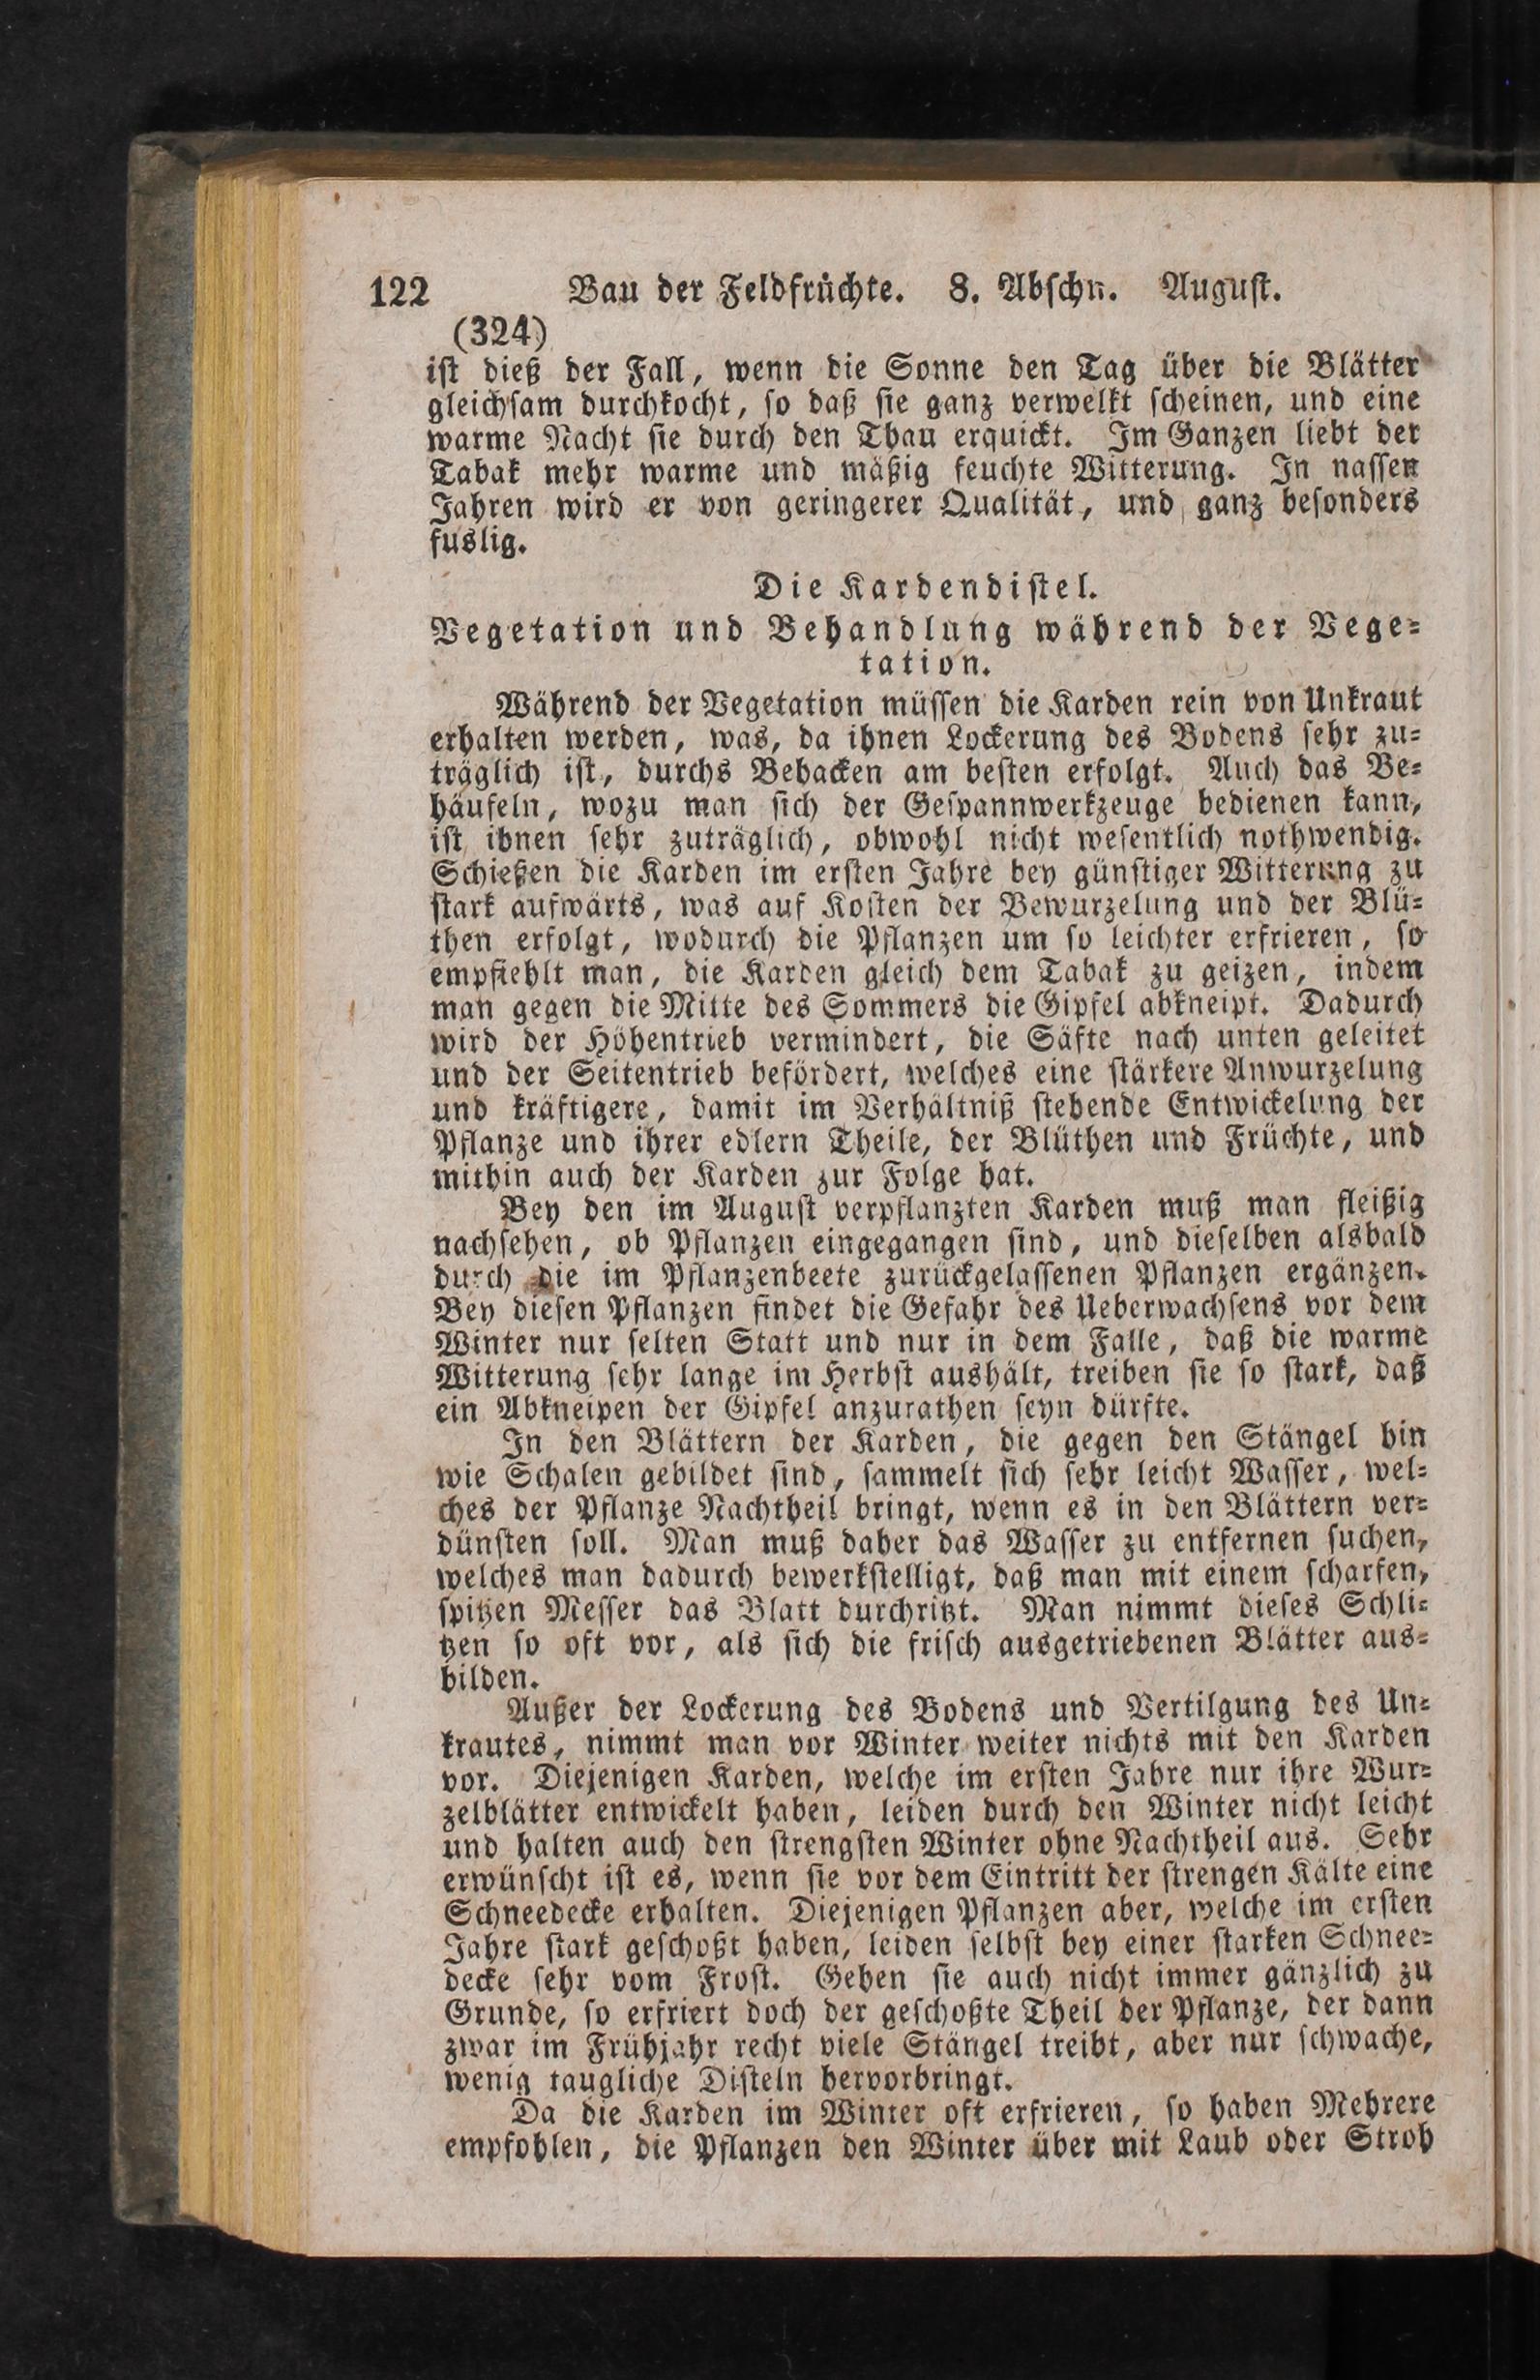 122 Bau der Feldfrüchte. 8. Abschn. August.
(324)
ist dieß der Fall, wenn die Sonne den Tag über die Blätter
gleichsam durchkocht, so daß sie ganz verwelkt scheinen, und eine
warme Nacht sie durch den Thau erquickt. Im Ganzen liebt der
Tabak mehr warme und mäßig feuchte Witterung. In nassen
Jahren wird er von geringerer Qualität, und ganz besonders
fuslig.
Die Kardendistel.
Vegetation und Behandlung während der Vege-
tation.
Während der Vegetation müssen die Karden rein von Unkraut
erhalten werden, was, da ihnen Lockerung des Bodens sehr zu-
träglich ist, durchs Behacken am besten erfolgt. Auch das Be-
häufeln, wozu man sich der Gespannwerkzeuge bedienen kann,
ist ihnen sehr zuträglich, obwohl nicht wesentlich nothwendig.
Schießen die Karden im ersten Jahre bey günstiger Witterung zu
stark aufwärts, was auf Kosten der Bewurzelung und der Blü-
then erfolgt, wodurch die Pflanzen um so leichter erfrieren, so
empfiehlt man, die Karden gleich dem Tabak zu geizen, indem
man gegen die Mitte des Sommers die Gipfel abkneipt. Dadurch
wird der Höhentrieb vermindert, die Säfte nach unten geleitet
und der Seitentrieb befördert, welches eine stärkere Anwurzelung
und kräftigere, damit im Verhältniß stehende Entwickelung der
Pflanze und ihrer edlern Theile, der Blüthen und Früchte, und
mithin auch der Karden zur Folge hat.
Bey den im August verpflanzten Karden muß man fleißig
nachsehen, ob Pflanzen eingegangen sind, und dieselben alsbald
durch die im Pflanzenbeete zurückgelassenen Pflanzen ergänzen.
Bey diesen Pflanzen findet die Gefahr des Ueberwachsens vor dem
Winter nur selten Statt und nur in dem Falle, daß die warme
Witterung sehr lange im Herbst aushält, treiben sie so stark, daß
ein Abkneipen der Gipfel anzurathen seyn dürfte.
In den Blättern der Karden, die gegen den Stängel hin
wie Schalen gebildet sind, sammelt sich sehr leicht Wasser, wel-
ches der Pflanze Nachtheil bringt, wenn es in den Blättern ver-
dünsten soll. Man muß daher das Wasser zu entfernen suchen,
welches man dadurch bewerkstelligt, daß man mit einem scharfen,
spitzen Messer das Blatt durchritzt. Man nimmt dieses Schli-
tzen so oft vor, als sich die frisch ausgetriebenen Blätter aus-
bilden.
Außer der Lockerung des Bodens und Vertilgung des Un-
krautes, nimmt man vor Winter weiter nichts mit den Karden
vor. Diejenigen Karden, welche im ersten Jahre nur ihre Wur-
zelblätter entwickelt haben, leiden durch den Winter nicht leicht
und halten auch den strengsten Winter ohne Nachtheil aus. Sehr
erwünscht ist es, wenn sie vor dem Eintritt der strengen Kälte eine
Schneedecke erhalten. Diejenigen Pflanzen aber, welche im ersten
Jahre stark geschoßt haben, leiden selbst bey einer starken Schnee-
decke sehr vom Frost. Gehen sie auch nicht immer gänzlich zu
Grunde, so erfriert doch der geschoßte Theil der Pflanze, der dann
zwar im Frühjahr recht viele Stängel treibt, aber nur schwache,
wenig taugliche Disteln hervorbringt.
Da die Karden im Winter oft erfrieren, so haben Mehrere
empfohlen, die Pflanzen den Winter über mit Laub oder Stroh